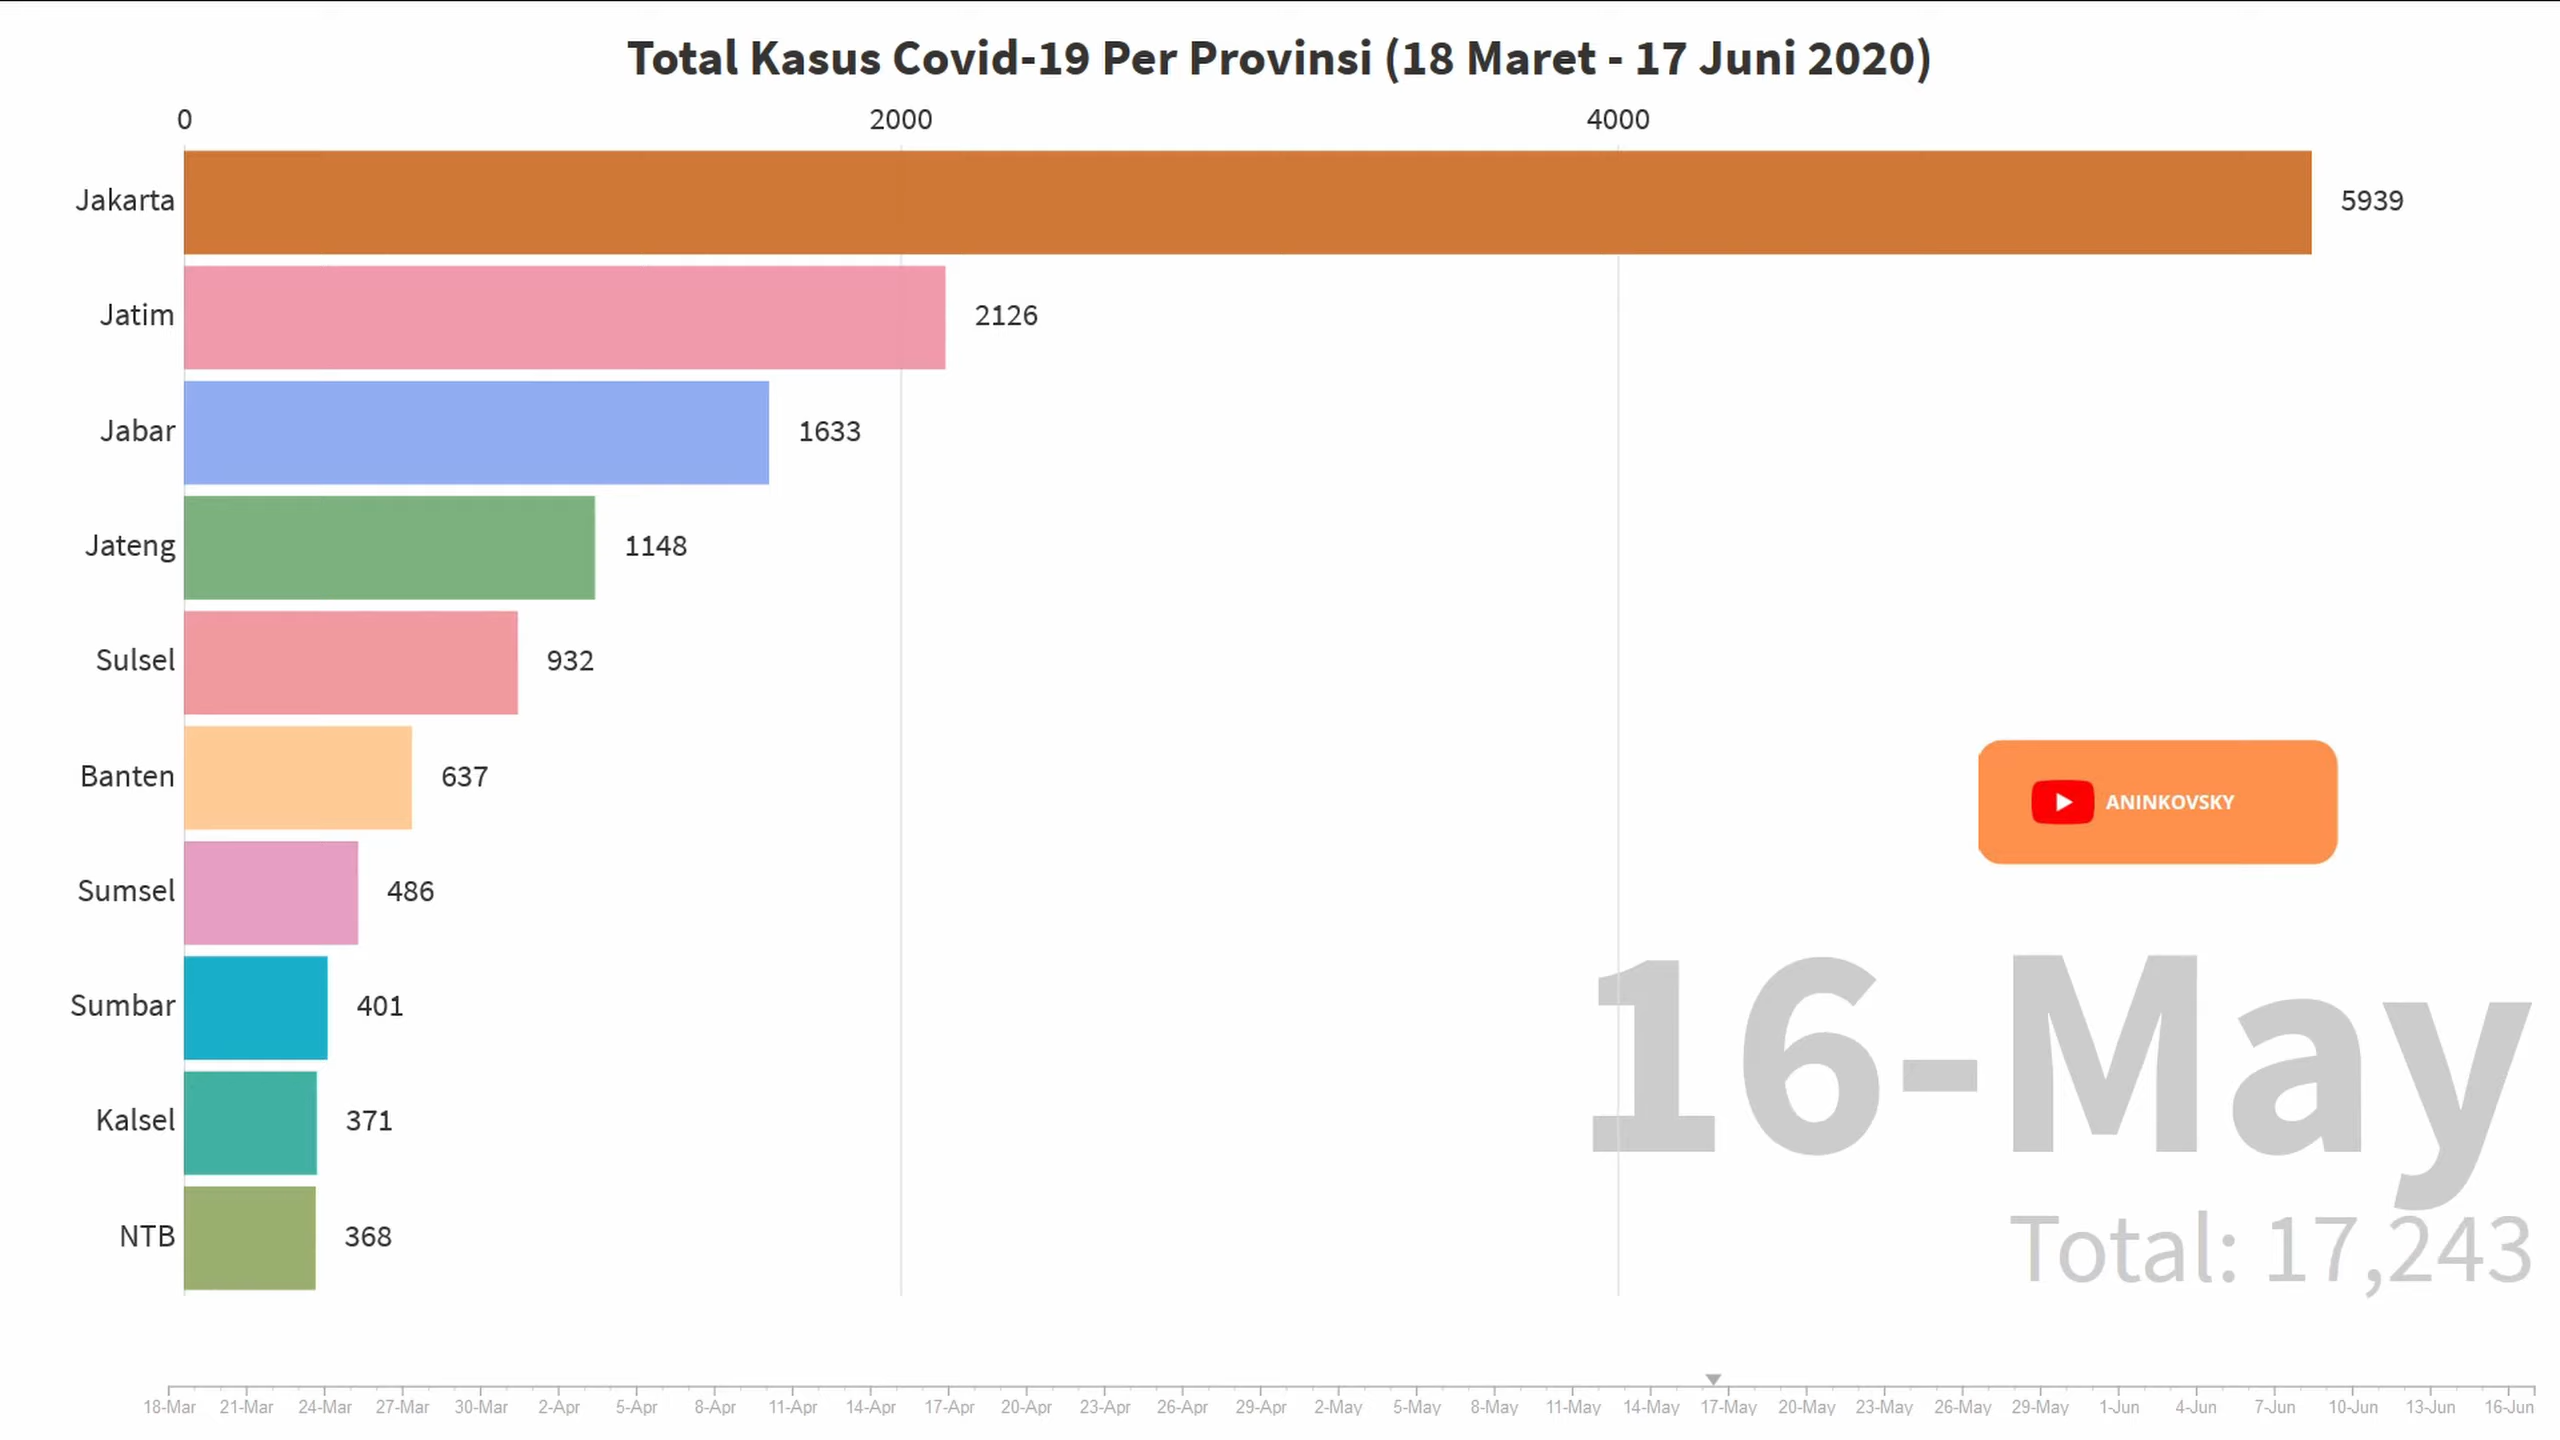 Total Kasus Covid-19 Per Provinsi (18 Maret - 17 Juni 2020)
0 2000 4000
Jakarta 5939
Jatim 2126
Jabar 1633
Jateng 1148
Sulsel 932
Banten 637
ANINKOVSKY
Sumsel 486
Sumbar 401
16-May
Kalsel 371
NTB 368
Total: 17,243
18-Mar 21-Mar 24-Mar 27-Mar 30-Mar 2-Apr 5-Apr 8-Apr 11-Apr 14-Apr 17-Apr 20-Apr 23-Apr 26-Apr 29-Apr 2-May 5-May 8-May 11-May 14-May 17-May 20-May 23-May 26-May 29-May 1-Jun 4-Jun 7-Jun 10-Jun 13-Jun 16-Jun